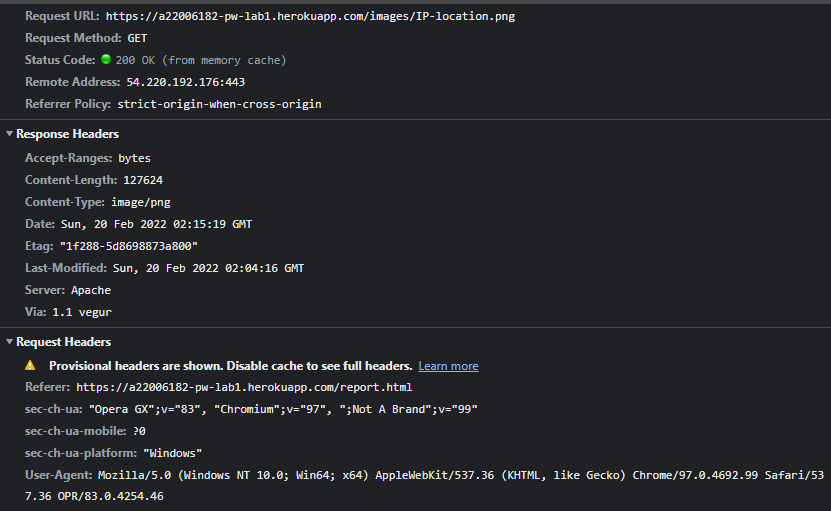 Request URL: https://a22006182-pw-lab1.herokuapp.com/images/IP-location.png
Request Method: GET
Status Code: 200 OK (from memory cache)
Remote Address: 54.220.192.176:443
Referrer Policy: strict-origin-when-cross-origin
Response Headers
Accept-Ranges: bytes
Content-Length: 127624
Content-Type: image/png
Date: Sun, 20 Feb 2022 02:15:19 GMT
Etag: "1f288-5d8698873a800"
Last-Modified: Sun, 20 Feb 2022 02:04:16 GMT
Server: Apache
Via: 1.1 vegur
Request Headers
Provisional headers are shown. Disable cache to see full headers. Learn more
Referer: https://a22006182-pw-lab1.herokuapp.com/report.html
sec-ch-ua: "Opera GX";v="83", "Chromium";v="97", ";Not A Brand";v="99"
sec-ch-ua-mobile: ?0
sec-ch-ua-platform: "Windows"
User-Agent: Mozilla/5.0 (Windows NT 10.0; Win64; x64) AppleWebKit/537.36 (KHTML, like Gecko) Chrome/97.0.4692.99 Safari/53
7.36 OPR/83.0.4254.46